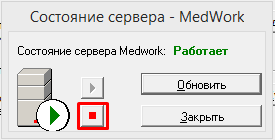 Состояние сервера - MedWork
Состояние сервера Medwork: Работает
Обновить
Закрыть